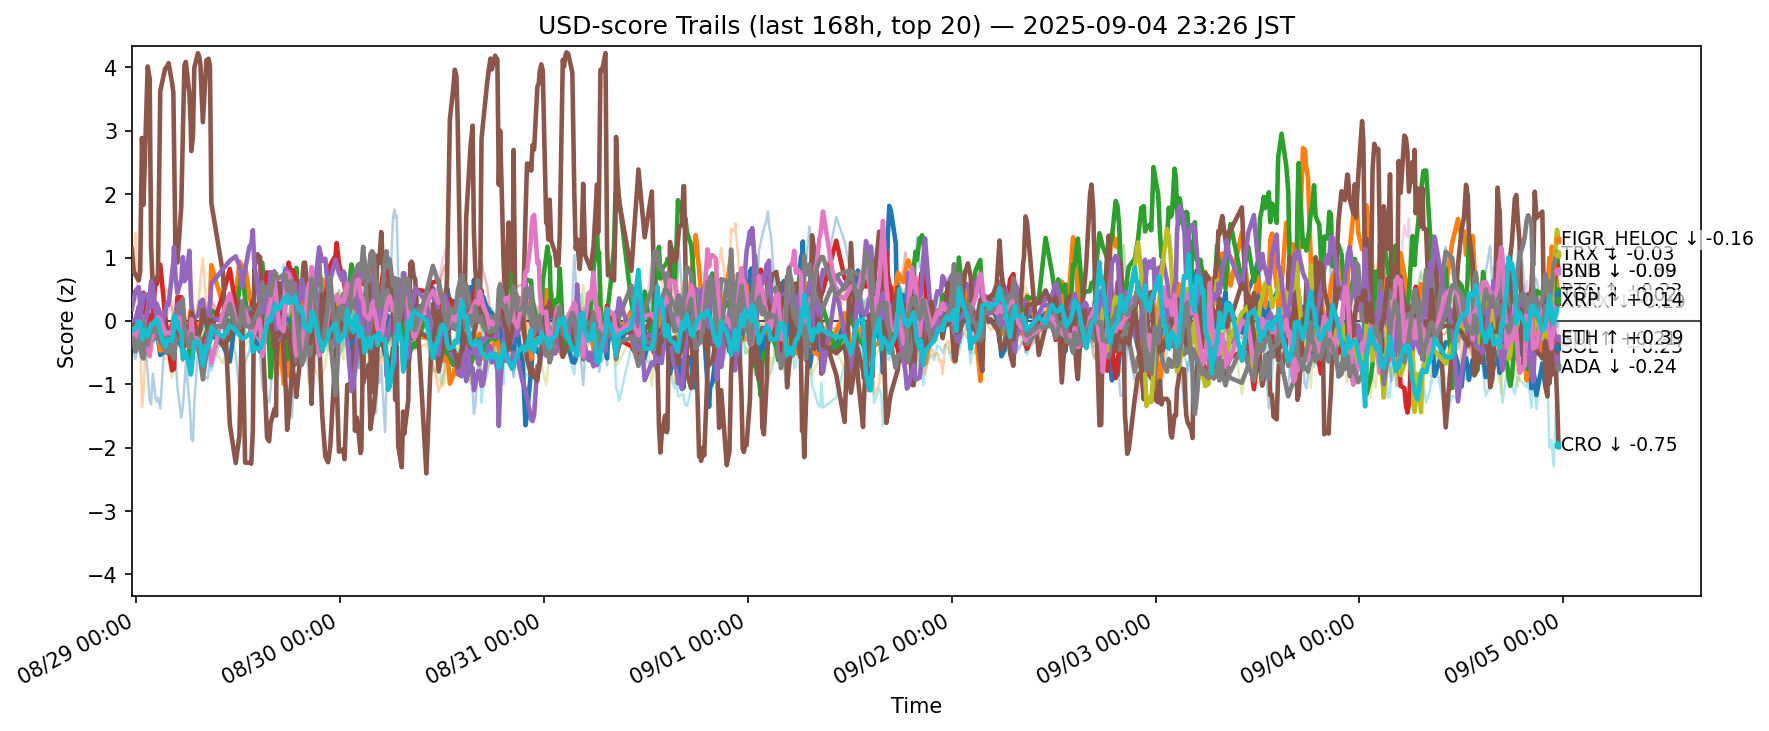 USD-score Trails (last 168h, top 20) — 2025-09-04 23:26 JST
4
3
2
1
0
−1
−2
−3
−4
Score (z)
FIGR_HELOC ↓ -0.16
TRX ↓ -0.03
BNB ↓ -0.09
XRP ↑ +0.14
ETH ↑ +0.39
ADA ↓ -0.24
CRO ↓ -0.75
08/29 00:00
08/30 00:00
08/31 00:00
09/01 00:00
09/02 00:00
09/03 00:00
09/04 00:00
09/05 00:00
Time